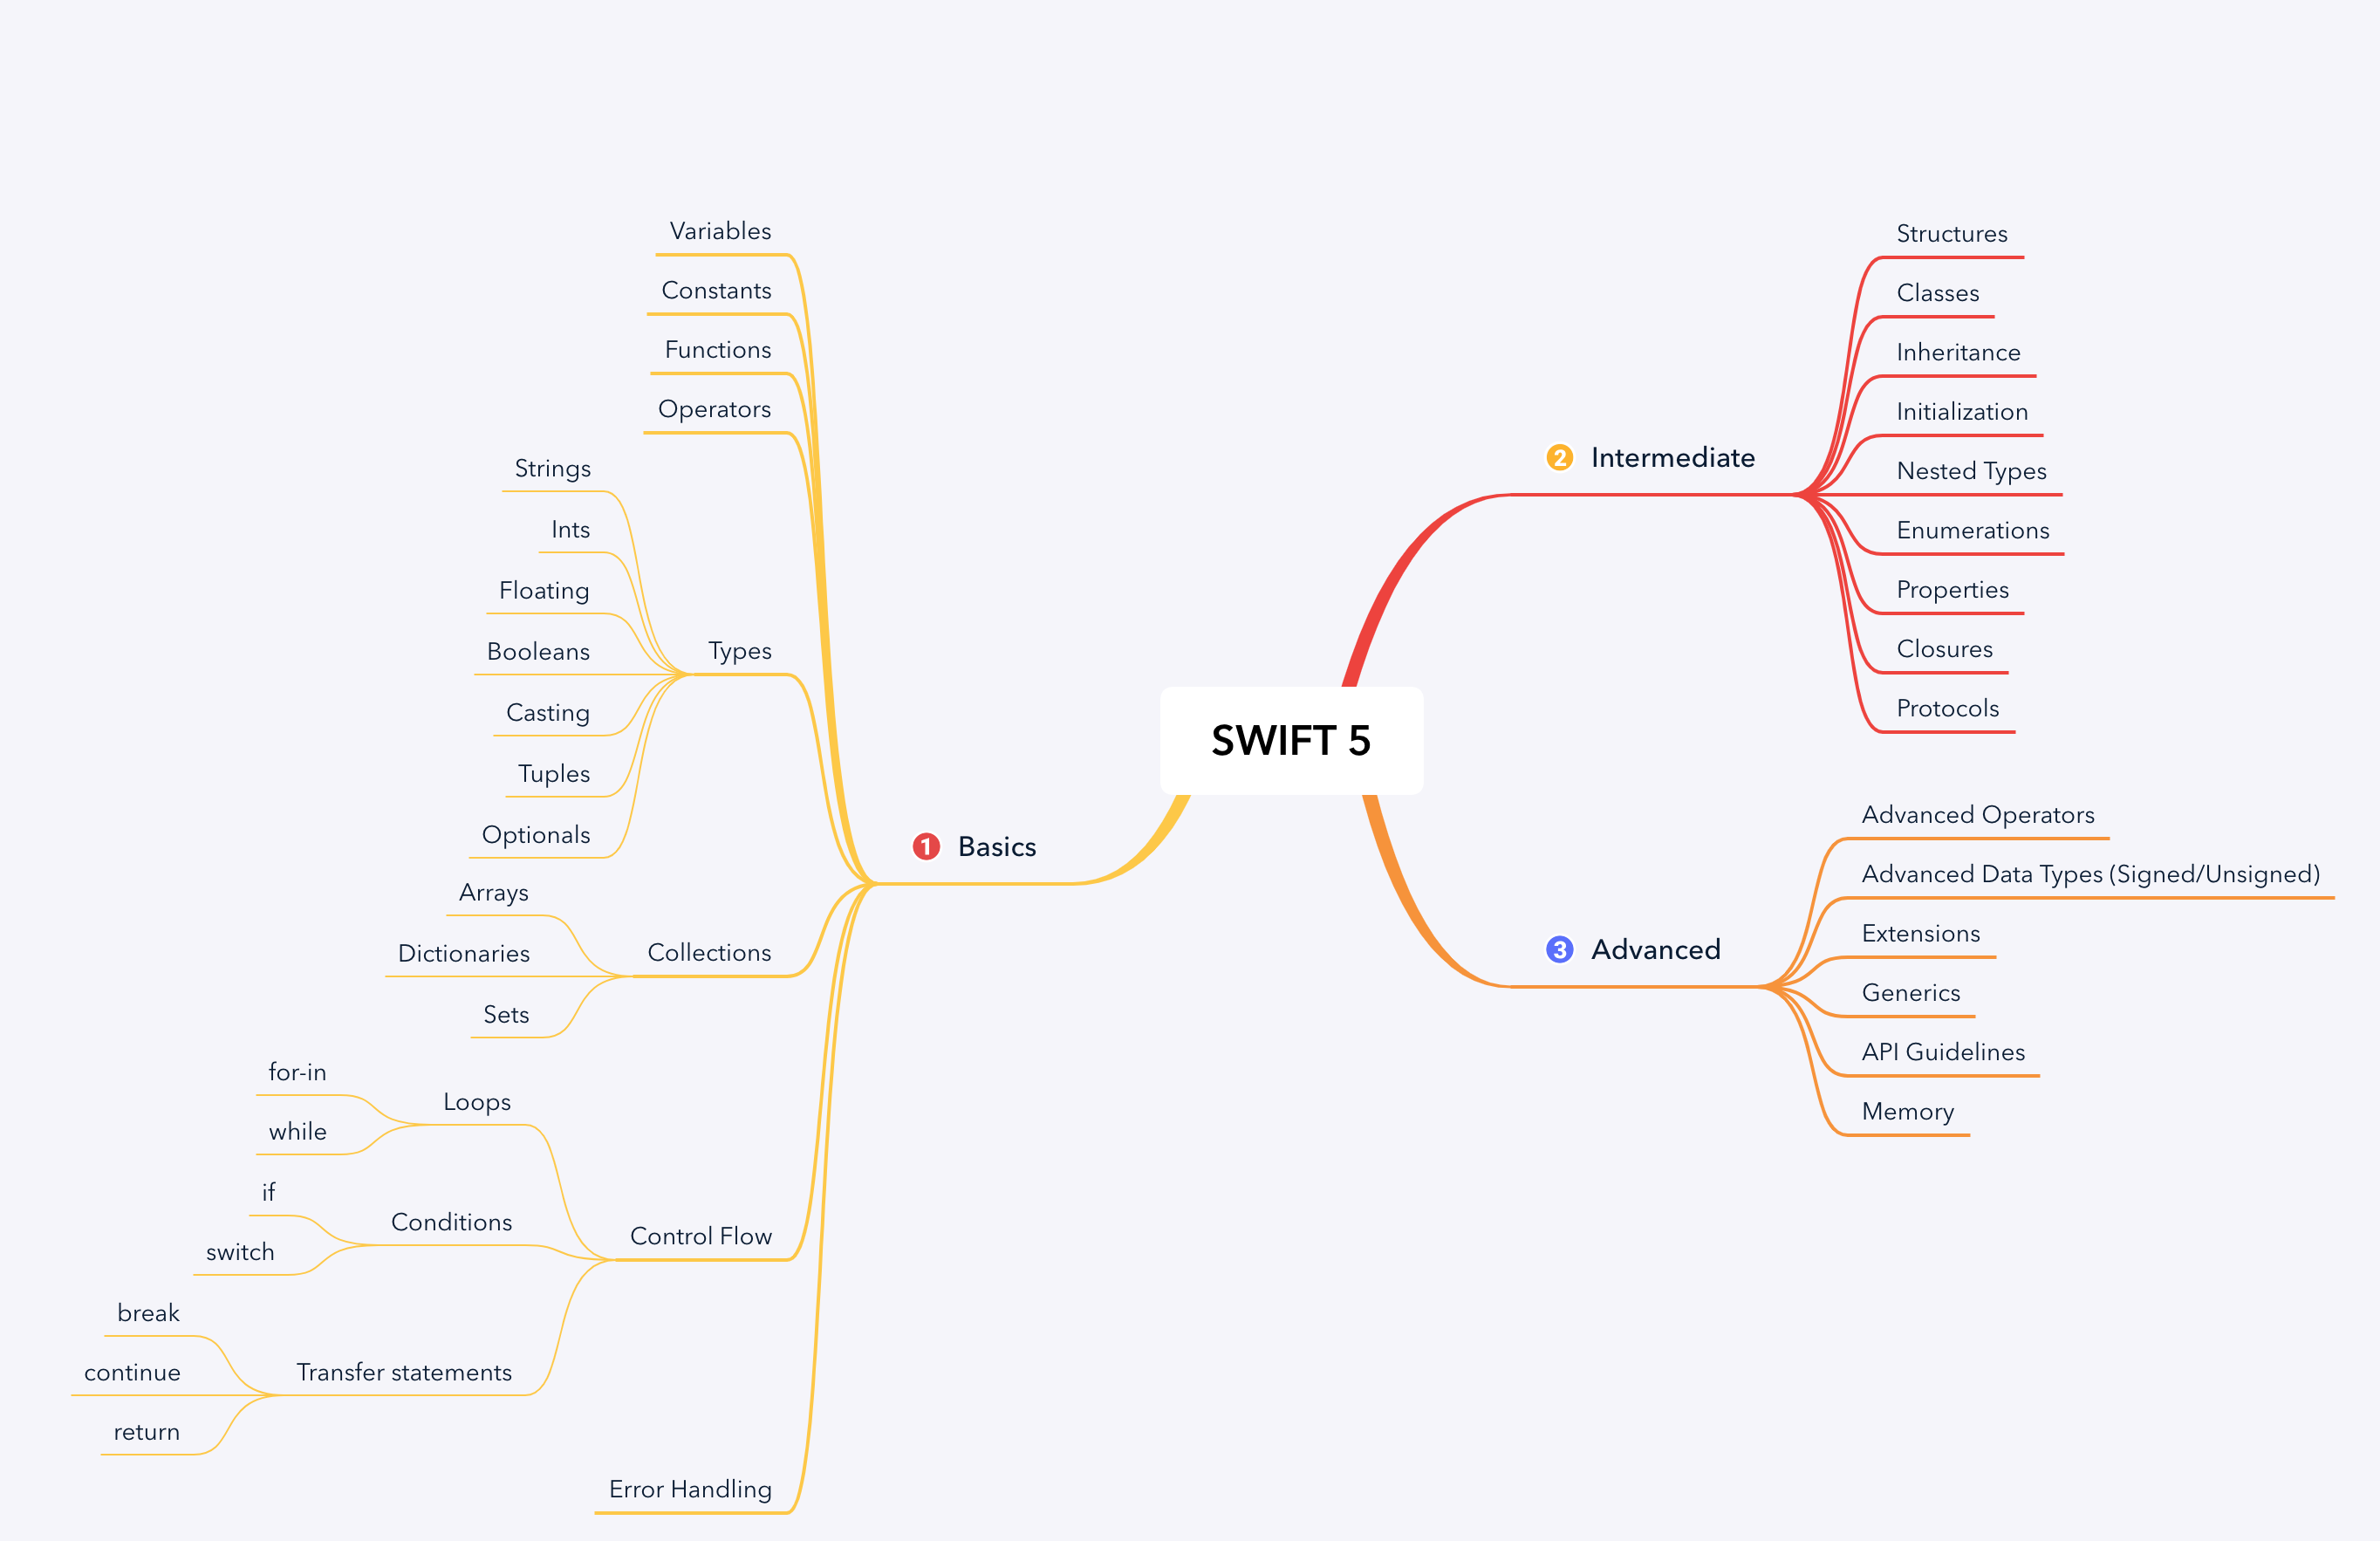 SWIFT 5
1 Basics
Variables
Constants
Functions
Operators
Types
Strings
Ints
Floating
Booleans
Casting
Tuples
Optionals
Collections
Arrays
Dictionaries
Sets
Control Flow
Loops
for-in
while
Conditions
if
switch
Transfer statements
break
continue
return
Error Handling
2 Intermediate
Structures
Classes
Inheritance
Initialization
Nested Types
Enumerations
Properties
Closures
Protocols
3 Advanced
Advanced Operators
Advanced Data Types (Signed/Unsigned)
Extensions
Generics
API Guidelines
Memory